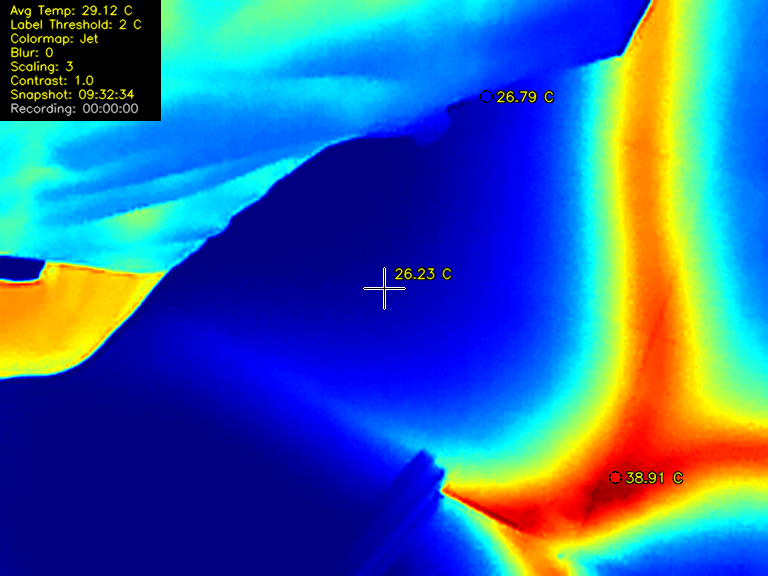 Avg Temp: 29.12 C
Label Threshold: 2 C
Colormap: Jet
Blur: 0
Scaling: 3
Contrast: 1.0
Snapshot: 09:32:34
Recording: 00:00:00
26.79 C
26.23 C
38.91 C